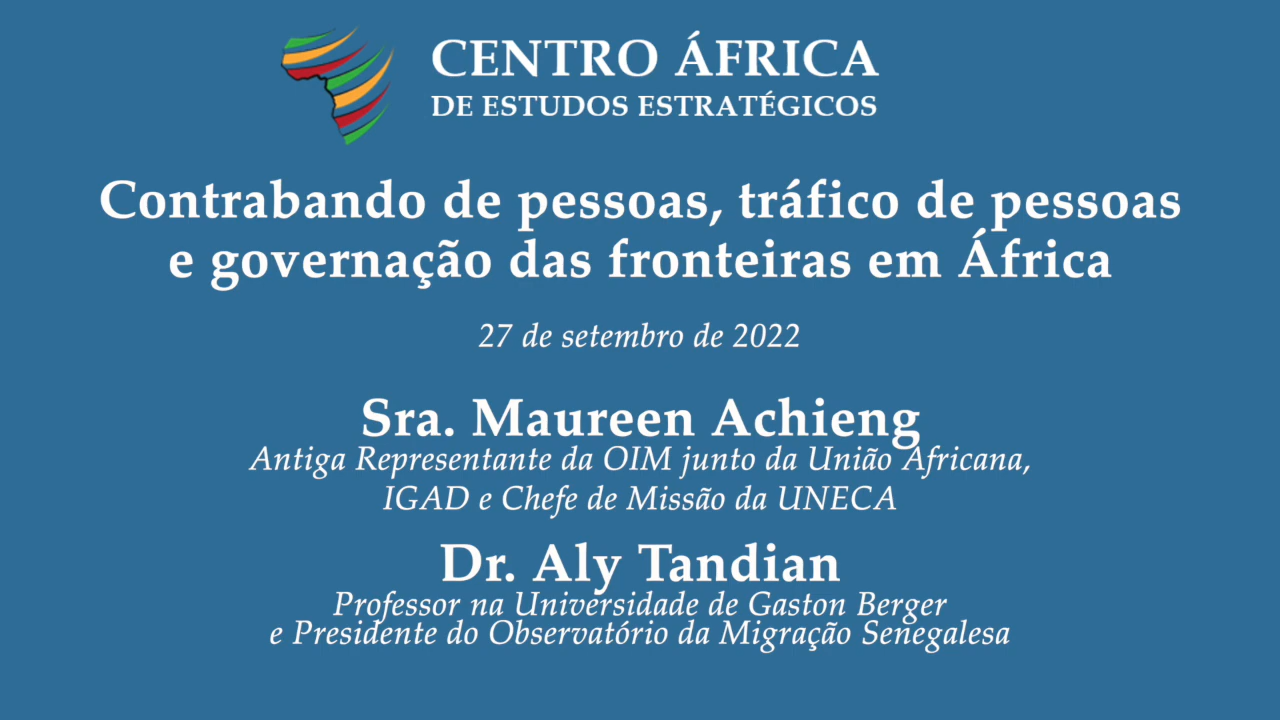 CENTRO ÁFRICA
DE ESTUDOS ESTRATÉGICOS
Contrabando de pessoas, tráfico de pessoas
e governação das fronteiras em África
27 de setembro de 2022
Sra. Maureen Achieng
Antiga Representante da OIM junto da União Africana,
IGAD e Chefe de Missão da UNECA
Dr. Aly Tandian
Professor na Universidade de Gaston Berger
e Presidente do Observatório da Migração Senegalesa